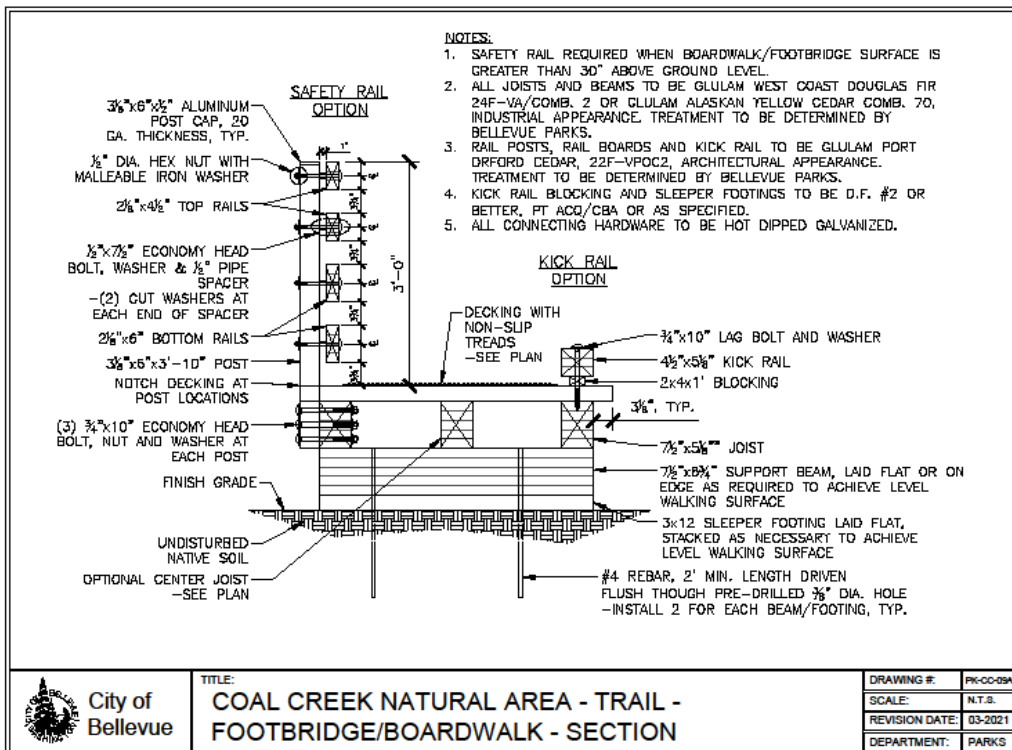 NOTES:
1. SAFETY RAIL REQUIRED WHEN BOARDWALK/FOOTBRIDGE SURFACE IS
GREATER THAN 30" ABOVE GROUND LEVEL.
2. ALL JOISTS AND BEAMS TO BE GLULAM WEST COAST DOUGLAS FIR
24F-VA/COMB. 2 OR GLULAM ALASKAN YELLOW CEDAR COMB. 70,
INDUSTRIAL APPEARANCE. TREATMENT TO BE DETERMINED BY
BELLEVUE PARKS.
3. RAIL POSTS, RAIL BOARDS AND KICK RAIL TO BE GLULAM PORT
ORFORD CEDAR, 22F-VPOC2, ARCHITECTURAL APPEARANCE.
TREATMENT TO BE DETERMINED BY BELLEVUE PARKS.
4. KICK RAIL BLOCKING AND SLEEPER FOOTINGS TO BE D.F. #2 OR
BETTER, PT ACQ/CBA OR AS SPECIFIED.
5. ALL CONNECTING HARDWARE TO BE HOT DIPPED GALVANIZED.
SAFETY RAIL
OPTION
3⅛"x6"x½" ALUMINUM
POST CAP, 20
GA. THICKNESS, TYP.
½" DIA. HEX NUT WITH
MALLEABLE IRON WASHER
2⅛"x4½" TOP RAILS
½"x7½" ECONOMY HEAD
BOLT, WASHER & ½" PIPE
SPACER
-(2) CUT WASHERS AT
EACH END OF SPACER
2⅛"x6" BOTTOM RAILS
3⅛"x6"x3'-10" POST
NOTCH DECKING AT
POST LOCATIONS
(3) ¾"x10" ECONOMY HEAD
BOLT, NUT AND WASHER AT
EACH POST
FINISH GRADE
UNDISTURBED
NATIVE SOIL
OPTIONAL CENTER JOIST
-SEE PLAN
1"
3'-0"
KICK RAIL
OPTION
DECKING WITH
NON-SLIP
TREADS
-SEE PLAN
¾"x10" LAG BOLT AND WASHER
4½"x5⅛" KICK RAIL
2x4x1' BLOCKING
3⅛", TYP.
7½"x5⅛"" JOIST
7½"x6¾" SUPPORT BEAM, LAID FLAT OR ON
EDGE AS REQUIRED TO ACHIEVE LEVEL
WALKING SURFACE
3x12 SLEEPER FOOTING LAID FLAT,
STACKED AS NECESSARY TO ACHIEVE
LEVEL WALKING SURFACE
#4 REBAR, 2' MIN. LENGTH DRIVEN
FLUSH THOUGH PRE-DRILLED ⅝" DIA. HOLE
-INSTALL 2 FOR EACH BEAM/FOOTING, TYP.
City of
Bellevue
TITLE:
COAL CREEK NATURAL AREA - TRAIL -
FOOTBRIDGE/BOARDWALK - SECTION
DRAWING #: PK-CC-09A
SCALE: N.T.S.
REVISION DATE: 03-2021
DEPARTMENT: PARKS